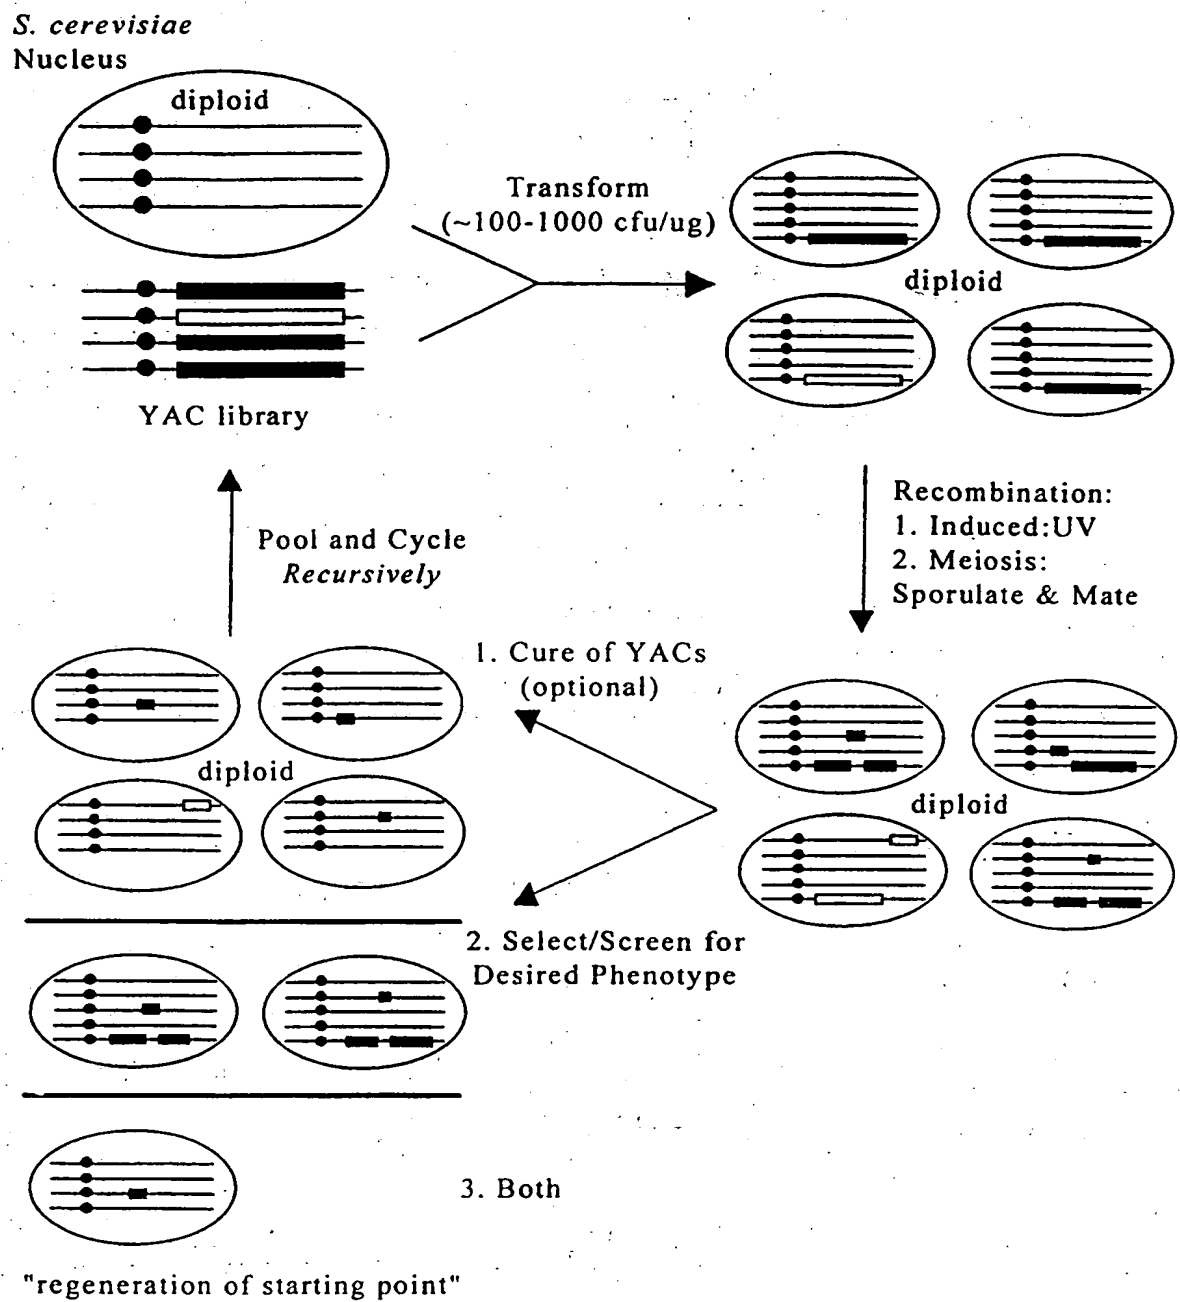 S. cerevisiae
Nucleus
diploid
Transform
(~100-1000 cfu/ug)
diploid
YAC library
Recombination:
1. Induced:UV
2. Meiosis:
Sporulate & Mate
Pool and Cycle
Recursively
1. Cure of YACs
(optional)
diploid
diploid
2. Select/Screen for
Desired Phenotype
3. Both
"regeneration of starting point"